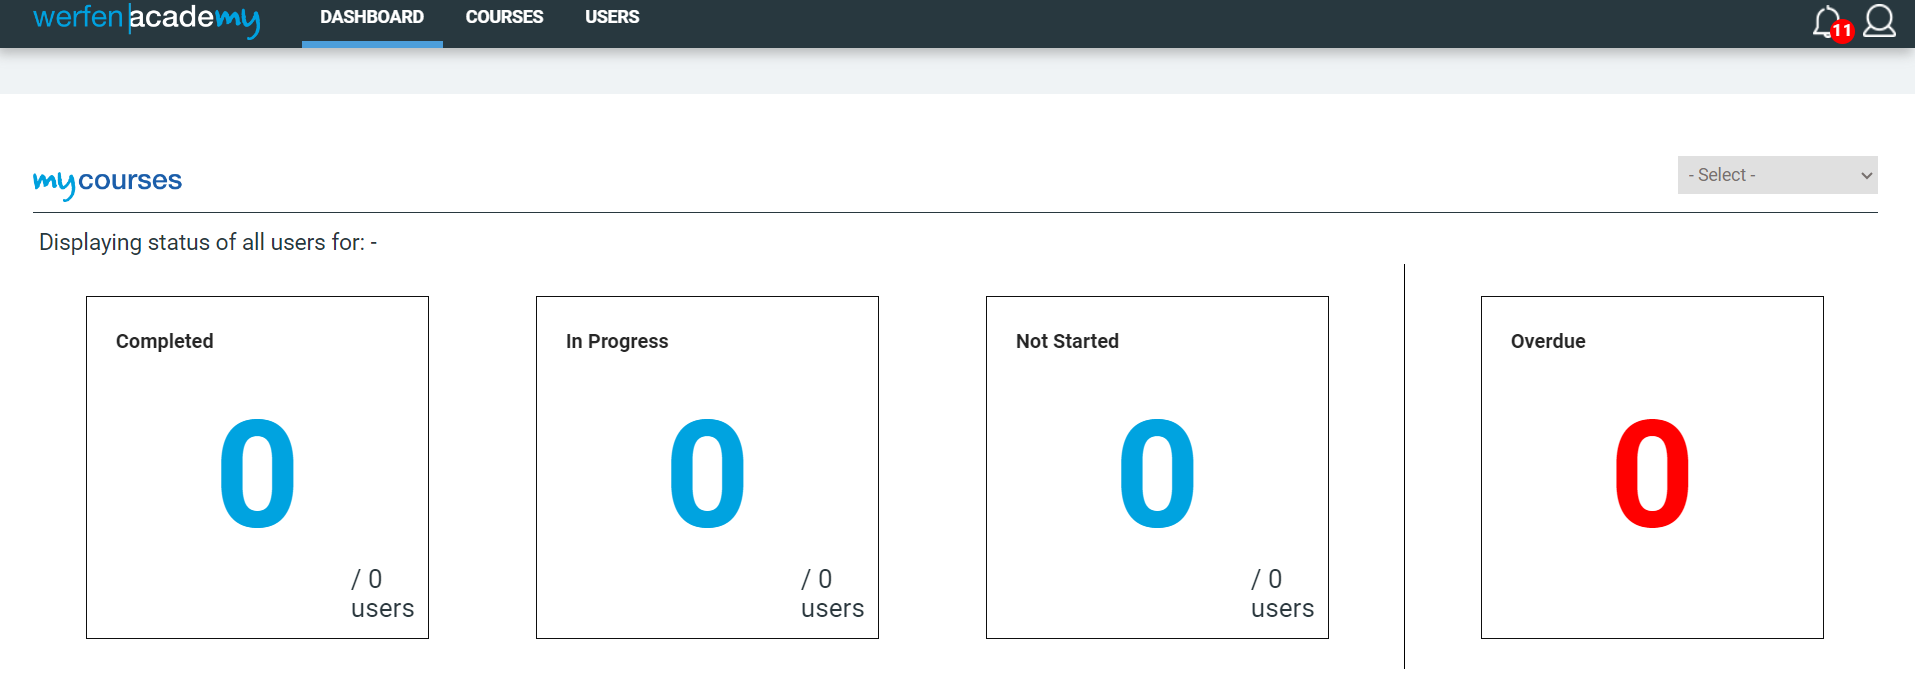 werfen academy DASHBOARD COURSES USERS 11
mycourses - Select -
Displaying status of all users for: -
Completed In Progress Not Started Overdue
0 0 0 0
/ 0 / 0 / 0
users users users